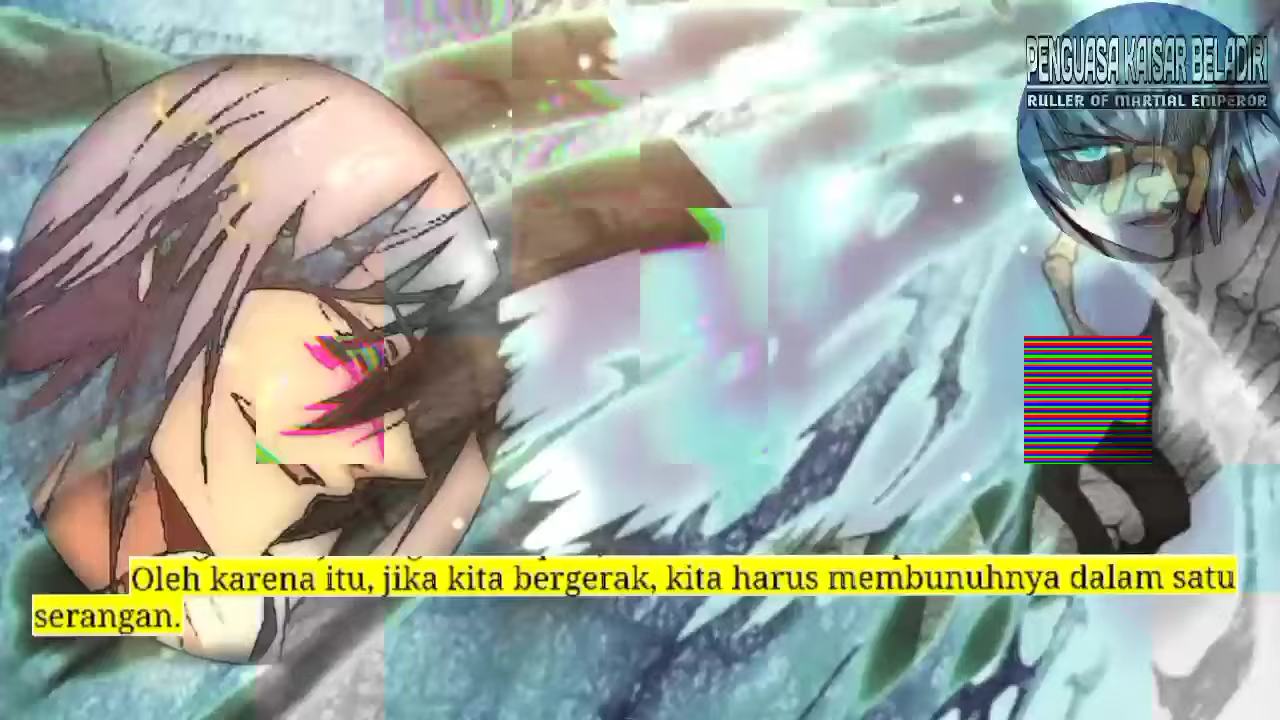 PENGUASA KAISAR BELADIRI
RULLER OF MARTIAL EMPEROR
Oleh karena itu, jika kita bergerak, kita harus membunuhnya dalam satu
serangan.